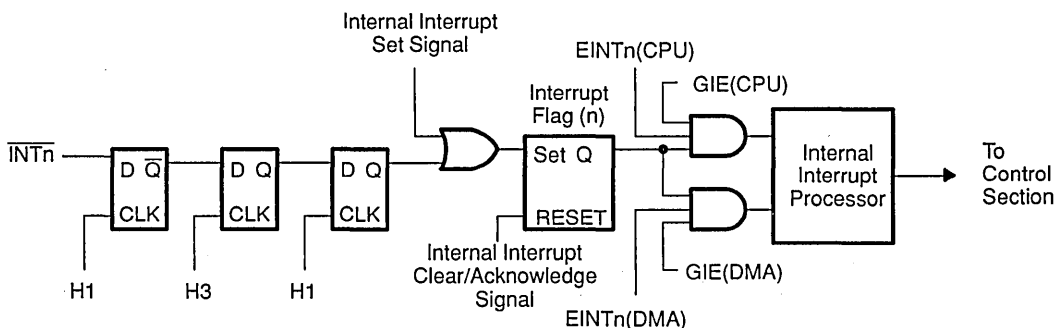 Internal Interrupt
Set Signal
EINTn(CPU)
GIE(CPU)
Interrupt
Flag (n)
INTn
D Q
CLK
D Q
CLK
D Q
CLK
Set Q
RESET
Internal
Interrupt
Processor
To
Control
Section
Internal Interrupt
Clear/Acknowledge
Signal
GIE(DMA)
EINTn(DMA)
H1
H3
H1